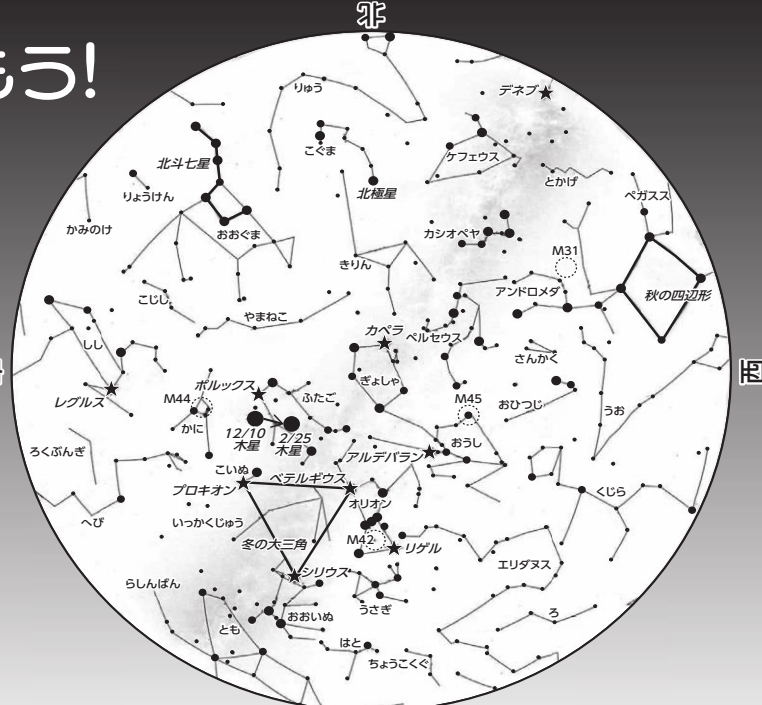 北
もう!
デネブ
りゅう
こぐま
ケフェウス
北斗七星
とかげ
りょうけん
北極星
ペガスス
かみのけ
おおぐま
カシオペヤ
M31
きりん
アンドロメダ
秋の四辺形
こじし
やまねこ
カペラ
ペルセウス
しし
さんかく
西
ポルックス
ぎょしゃ
レグルス
M44
ふたご
M45
おひつじ
うお
かに
12/10
木星
2/25
木星
おうし
ろくぶんぎ
アルデバラン
こいぬ
ベテルギウス
プロキオン
くじら
へび
いっかくじゅう
オリオン
M42
リゲル
冬の大三角
エリダヌス
シリウス
らしんばん
うさぎ
おおいぬ
ろ
とも
はと
ちょうこくぐ